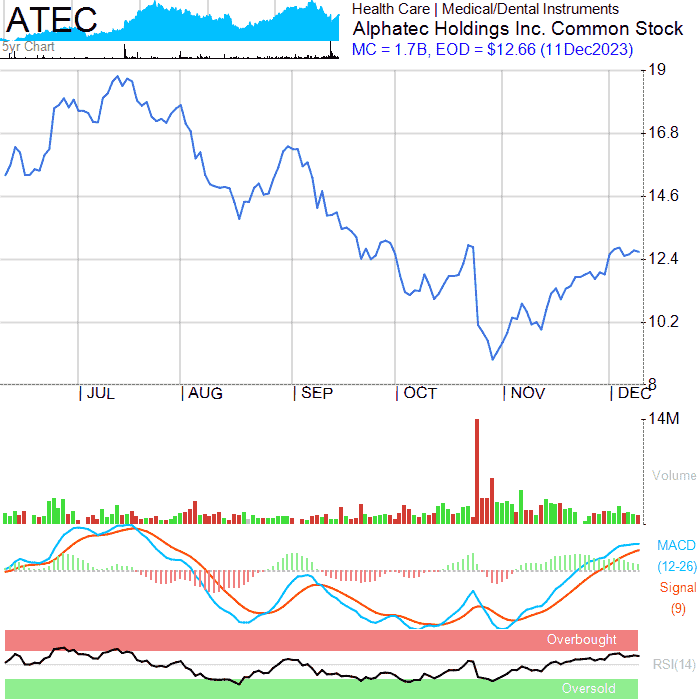 ATEC
5yr Chart
Health Care | Medical/Dental Instruments
Alphatec Holdings Inc. Common Stock
MC = 1.7B, EOD = $12.66 (11Dec2023)
19
16.8
14.6
12.4
10.2
8
| JUL | AUG | SEP | OCT | NOV | DEC
14M
Volume
MACD
(12-26)
Signal
(9)
Overbought
RSI(14)
Oversold